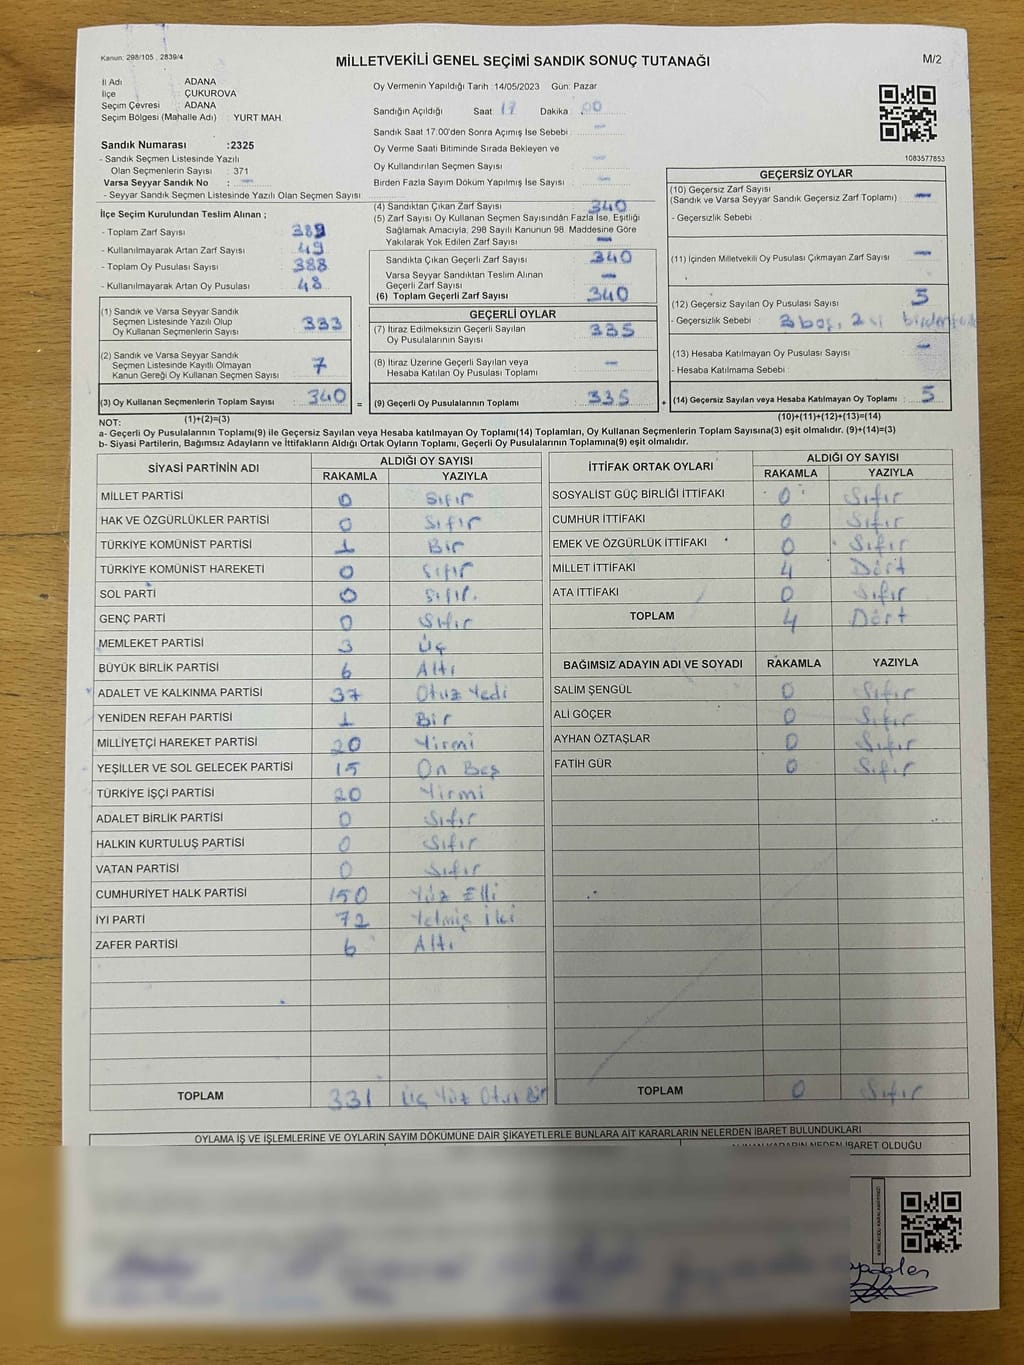 Kanun: 298/105 , 2839/4
MİLLETVEKİLİ GENEL SEÇİMİ SANDIK SONUÇ TUTANAĞI
M/2
İl Adı : ADANA
İlçe : ÇUKUROVA
Seçim Çevresi : ADANA
Seçim Bölgesi (Mahalle Adı) : YURT MAH.
Sandık Numarası :2325
- Sandık Seçmen Listesinde Yazılı
Olan Seçmenlerin Sayısı : 371
Varsa Seyyar Sandık No : —
- Seyyar Sandık Seçmen Listesinde Yazılı Olan Seçmen Sayısı
Oy Vermenin Yapıldığı Tarih :14/05/2023 Gün: Pazar
Sandığın Açıldığı Saat 17 Dakika 00
Sandık Saat 17:00'den Sonra Açımış İse Sebebi : —
Oy Verme Saati Bitiminde Sırada Bekleyen ve
Oy Kullandırılan Seçmen Sayısı : —
Birden Fazla Sayım Döküm Yapılmış İse Sayısı : —
1083577853
İlçe Seçim Kurulundan Teslim Alınan ;
- Toplam Zarf Sayısı : 389
- Kullanılmayarak Artan Zarf Sayısı : 49
- Toplam Oy Pusulası Sayısı : 388
- Kullanılmayarak Artan Oy Pusulası : 48
(1) Sandık ve Varsa Seyyar Sandık
Seçmen Listesinde Yazılı Olup
Oy Kullanan Seçmenlerin Sayısı : 333
(2) Sandık ve Varsa Seyyar Sandık
Seçmen Listesinde Kayıtlı Olmayan
Kanun Gereği Oy Kullanan Seçmen Sayısı : 7
(3) Oy Kullanan Seçmenlerin Toplam Sayısı : 340 =
(1)+(2)=(3)
(4) Sandıktan Çıkan Zarf Sayısı : 340
(5) Zarf Sayısı Oy Kullanan Seçmen Sayısından Fazla İse, Eşitliği
Sağlamak Amacıyla; 298 Sayılı Kanunun 98. Maddesine Göre
Yakılarak Yok Edilen Zarf Sayısı : —
Sandıkta Çıkan Geçerli Zarf Sayısı : 340
Varsa Seyyar Sandıktan Teslim Alınan
Geçerli Zarf Sayısı : —
(6) Toplam Geçerli Zarf Sayısı : 340
GEÇERLİ OYLAR
(7) İtiraz Edilmeksizin Geçerli Sayılan
Oy Pusulalarının Sayısı : 335
(8) İtiraz Üzerine Geçerli Sayılan veya
Hesaba Katılan Oy Pusulası Toplamı : —
(9) Geçerli Oy Pusulalarının Toplamı : 335 +
GEÇERSİZ OYLAR
(10) Geçersiz Zarf Sayısı
(Sandık ve Varsa Seyyar Sandık Geçersiz Zarf Toplamı) : —
- Geçersizlik Sebebi :
(11) İçinden Milletvekili Oy Pusulası Çıkmayan Zarf Sayısı : —
(12) Geçersiz Sayılan Oy Pusulası Sayısı : 5
- Geçersizlik Sebebi : 3 boş, 2 si
(13) Hesaba Katılmayan Oy Pusulası Sayısı : —
- Hesaba Katılmama Sebebi :
(14) Geçersiz Sayılan veya Hesaba Katılmayan Oy Toplamı : 5
(10)+(11)+(12)+(13)=(14)
NOT:
a- Geçerli Oy Pusulalarının Toplamı(9) ile Geçersiz Sayılan veya Hesaba katılmayan Oy Toplamı(14) Toplamları, Oy Kullanan Seçmenlerin Toplam Sayısına(3) eşit olmalıdır. (9)+(14)=(3)
b- Siyasi Partilerin, Bağımsız Adayların ve İttifakların Aldığı Ortak Oyların Toplamı, Geçerli Oy Pusulalarının Toplamına(9) eşit olmalıdır.
SİYASİ PARTİNİN ADI ALDIĞI OY SAYISI
RAKAMLA YAZIYLA
MİLLET PARTİSİ 0 Sıfır
HAK VE ÖZGÜRLÜKLER PARTİSİ 0 Sıfır
TÜRKİYE KOMÜNİST PARTİSİ 1 Bir
TÜRKİYE KOMÜNİST HAREKETİ 0 Sıfır
SOL PARTİ 0 Sıfır.
GENÇ PARTİ 0 Sıfır
MEMLEKET PARTİSİ 3 Üç
BÜYÜK BİRLİK PARTİSİ 6 Altı
ADALET VE KALKINMA PARTİSİ 37 Otuz Yedi
YENİDEN REFAH PARTİSİ 1 Bir
MİLLİYETÇİ HAREKET PARTİSİ 20 Yirmi
YEŞİLLER VE SOL GELECEK PARTİSİ 15 On Beş
TÜRKİYE İŞÇİ PARTİSİ 20 Yirmi
ADALET BİRLİK PARTİSİ 0 Sıfır
HALKIN KURTULUŞ PARTİSİ 0 Sıfır
VATAN PARTİSİ 0 Sıfır
CUMHURİYET HALK PARTİSİ 150 Yüz Elli
İYİ PARTİ 72 Yetmiş İki
ZAFER PARTİSİ 6 Altı
TOPLAM 331 Üç Yüz Otuz Bir
İTTİFAK ORTAK OYLARI ALDIĞI OY SAYISI
RAKAMLA YAZIYLA
SOSYALİST GÜÇ BİRLİĞİ İTTİFAKI 0 Sıfır
CUMHUR İTTİFAKI 0 Sıfır
EMEK VE ÖZGÜRLÜK İTTİFAKI 0 Sıfır
MİLLET İTTİFAKI 4 Dört
ATA İTTİFAKI 0 Sıfır
TOPLAM 4 Dört
BAĞIMSIZ ADAYIN ADI VE SOYADI RAKAMLA YAZIYLA
SALİM ŞENGÜL 0 Sıfır
ALİ GÖÇER 0 Sıfır
AYHAN ÖZTAŞLAR 0 Sıfır
FATİH GÜR 0 Sıfır
TOPLAM 0 Sıfır
OYLAMA İŞ VE İŞLEMLERİNE VE OYLARIN SAYIM DÖKÜMÜNE DAİR ŞİKAYETLERLE BUNLARA AİT KARARLARIN NELERDEN İBARET BULUNDUKLARI
ALINAN KARARIN NEDEN İBARET OLDUĞU